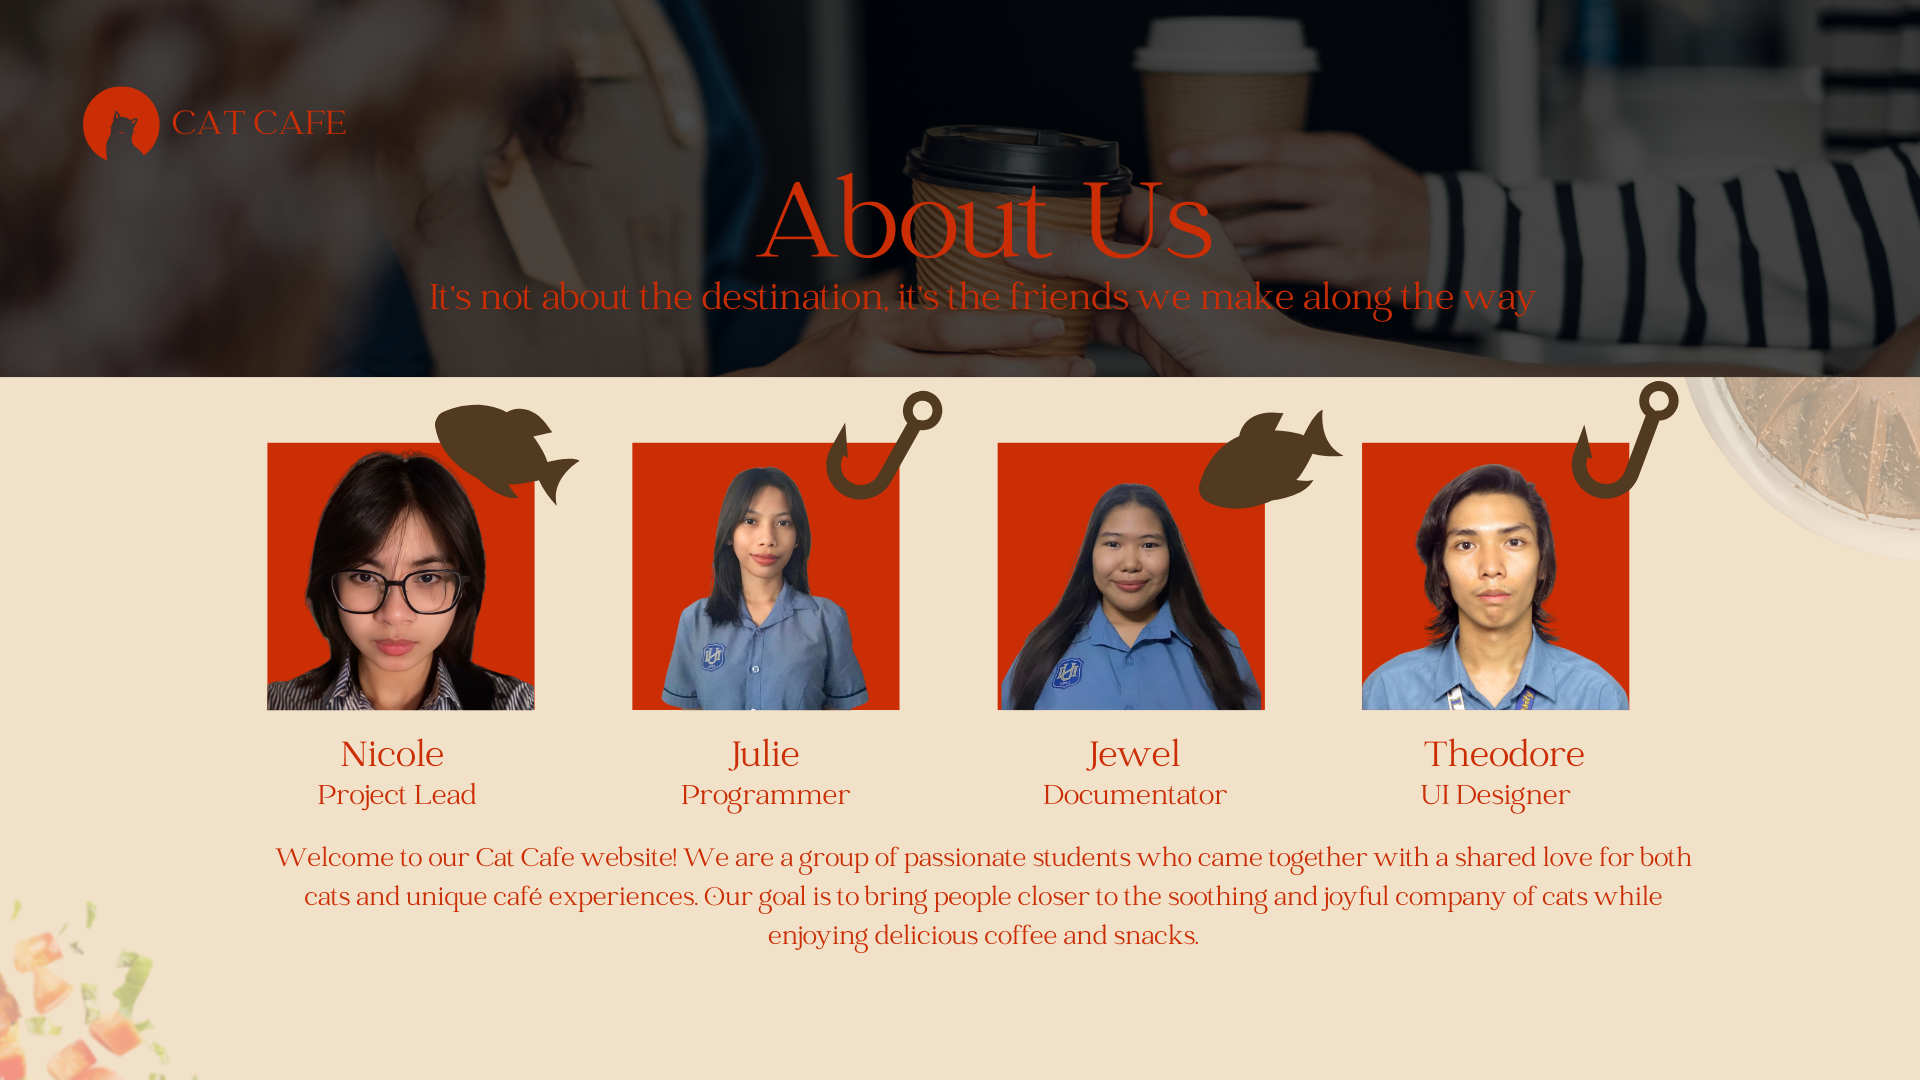 CAT CAFE
About Us
It's not about the destination, it's the friends we make along the way
Nicole
Project Lead
Julie
Programmer
Jewel
Documentator
Theodore
UI Designer
Welcome to our Cat Cafe website! We are a group of passionate students who came together with a shared love for both
cats and unique café experiences. Our goal is to bring people closer to the soothing and joyful company of cats while
enjoying delicious coffee and snacks.